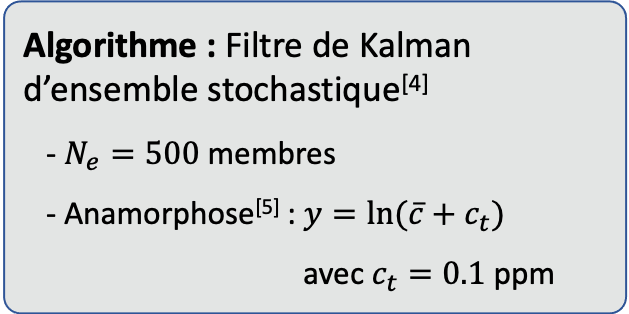 Algorithme : Filtre de Kalman
d’ensemble stochastique[4]
- Nₑ = 500 membres
- Anamorphose[5] : y = ln(c̄ + cₜ)
avec cₜ = 0.1 ppm